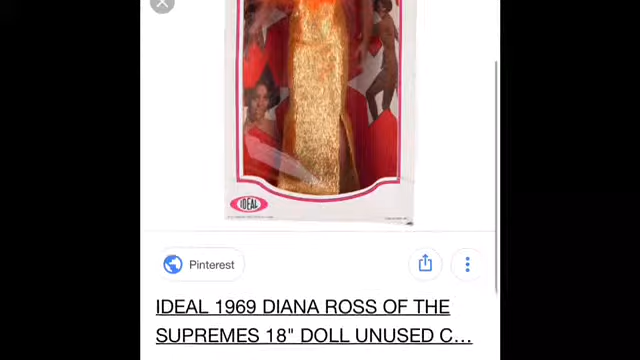 IDEAL
Pinterest
IDEAL 1969 DIANA ROSS OF THE
SUPREMES 18" DOLL UNUSED C...